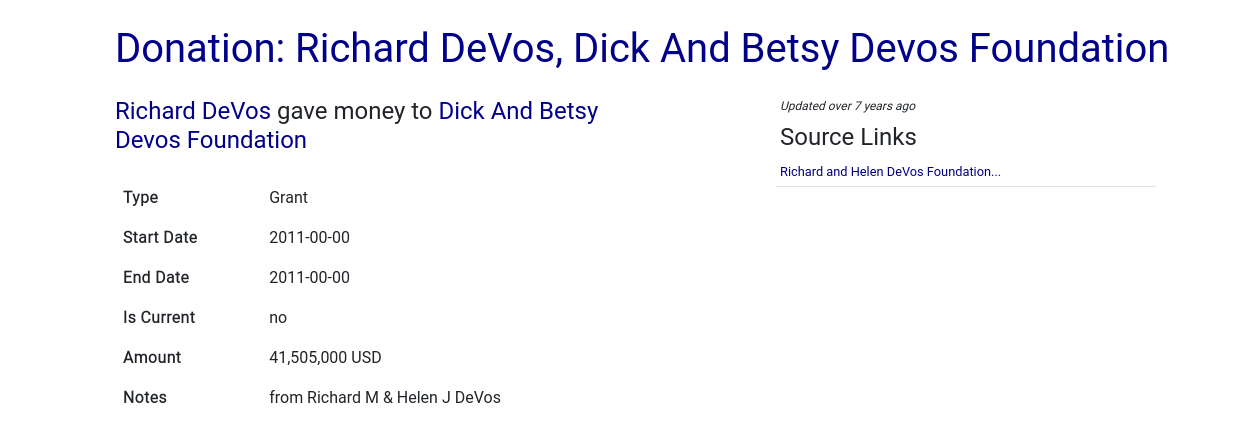 Donation: Richard DeVos, Dick And Betsy Devos Foundation
Richard DeVos gave money to Dick And Betsy
Devos Foundation
Type Grant
Start Date 2011-00-00
End Date 2011-00-00
Is Current no
Amount 41,505,000 USD
Notes from Richard M & Helen J DeVos
Updated over 7 years ago
Source Links
Richard and Helen DeVos Foundation...